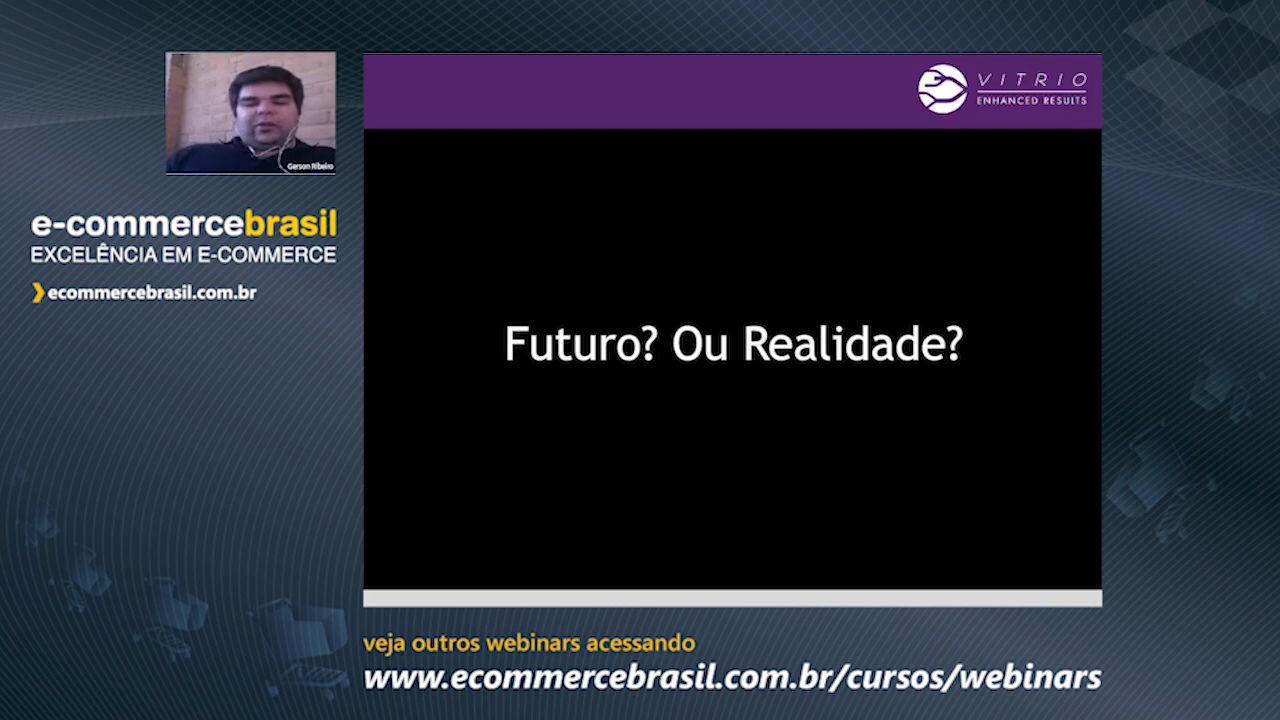 Gerson Ribeiro
e-commercebrasil
EXCELÊNCIA EM E-COMMERCE
ecommercebrasil.com.br
VITRIO
ENHANCED RESULTS
Futuro? Ou Realidade?
veja outros webinars acessando
www.ecommercebrasil.com.br/cursos/webinars